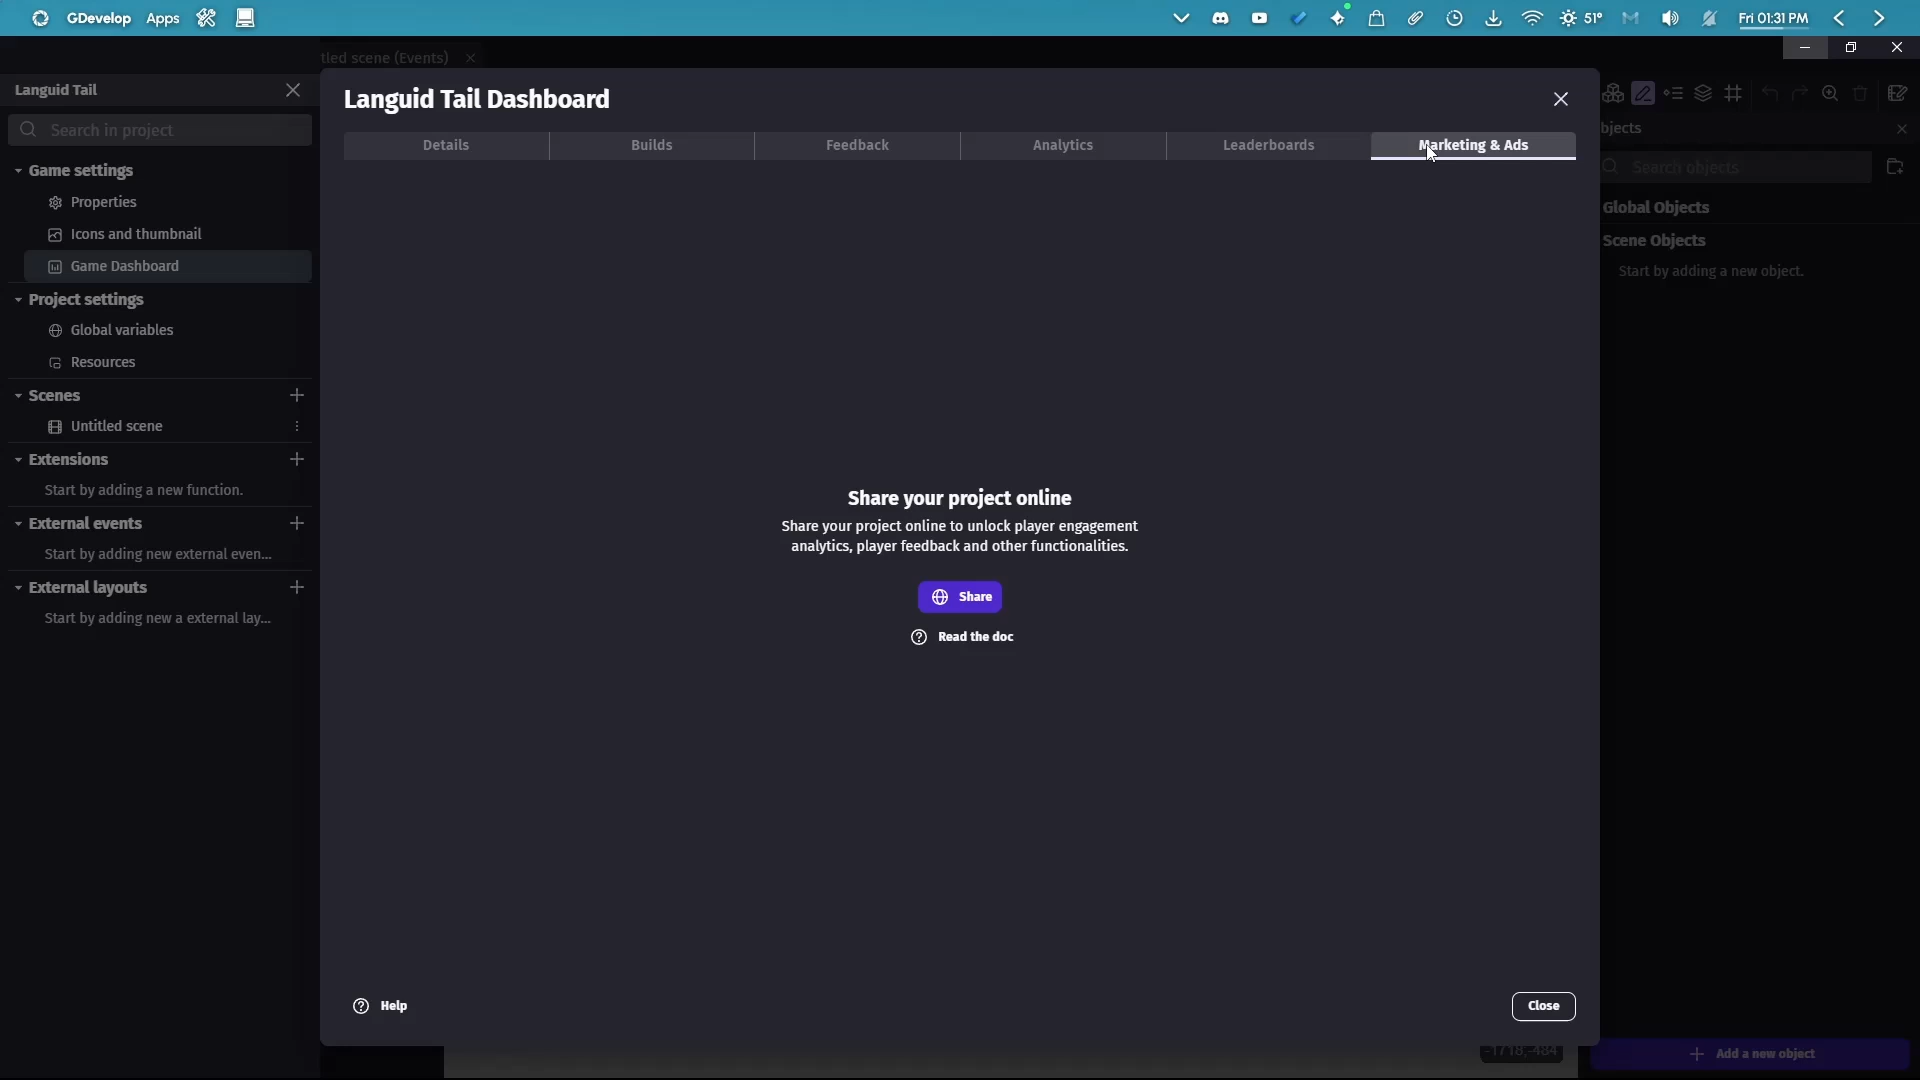 GDevelop Apps
51°
Fri 01:31 PM
tled scene (Events)
Languid Tail
Search in project
Game settings
Properties
Icons and thumbnail
Game Dashboard
Project settings
Global variables
Resources
Scenes
Untitled scene
Extensions
Start by adding a new function.
External events
Start by adding new external even...
External layouts
Start by adding new a external lay...
Languid Tail Dashboard
Details
Builds
Feedback
Analytics
Leaderboards
Marketing & Ads
Share your project online
Share your project online to unlock player engagement
analytics, player feedback and other functionalities.
Share
Read the doc
Help
Close
bjects
Search objects
Global Objects
Scene Objects
Start by adding a new object.
-1718,-484
Add a new object